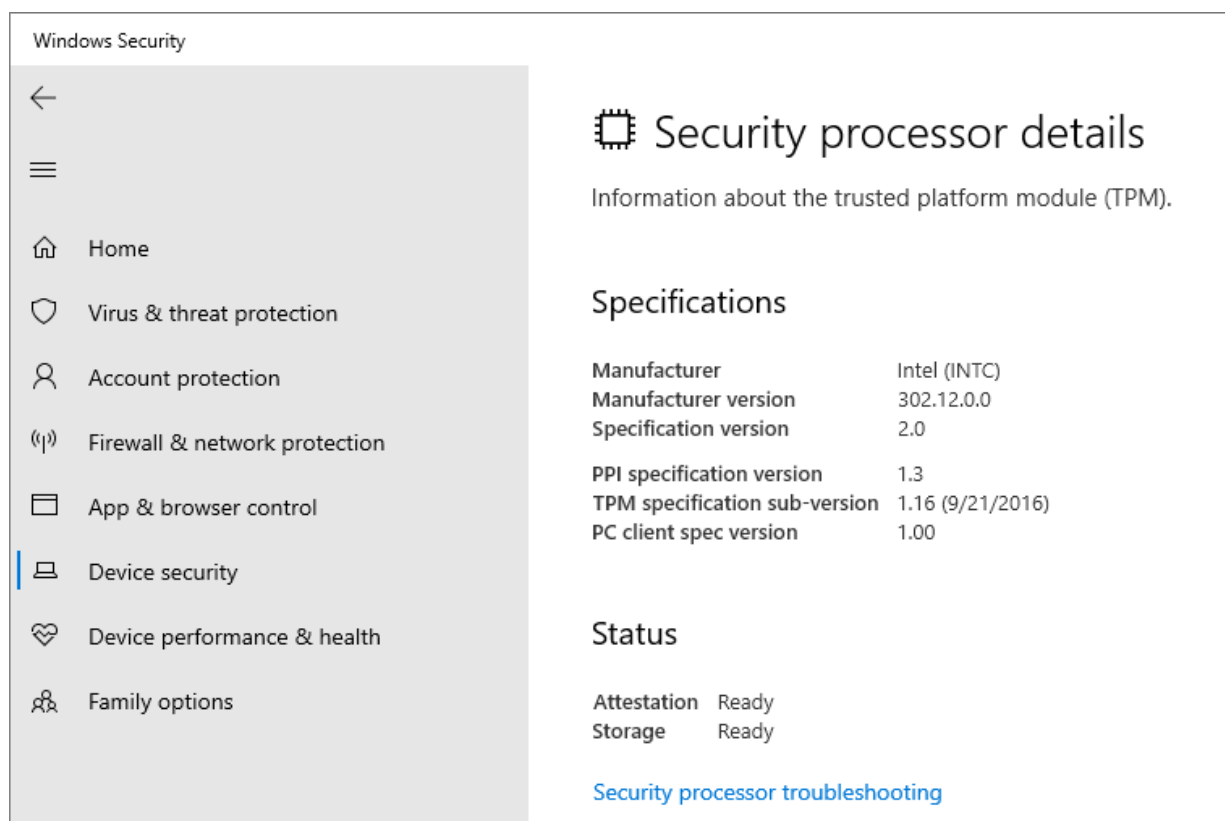 Windows Security
Home
Virus & threat protection
Account protection
Firewall & network protection
App & browser control
Device security
Device performance & health
Family options
Security processor details
Information about the trusted platform module (TPM).
Specifications
Manufacturer Intel (INTC)
Manufacturer version 302.12.0.0
Specification version 2.0
PPI specification version 1.3
TPM specification sub-version 1.16 (9/21/2016)
PC client spec version 1.00
Status
Attestation Ready
Storage Ready
Security processor troubleshooting